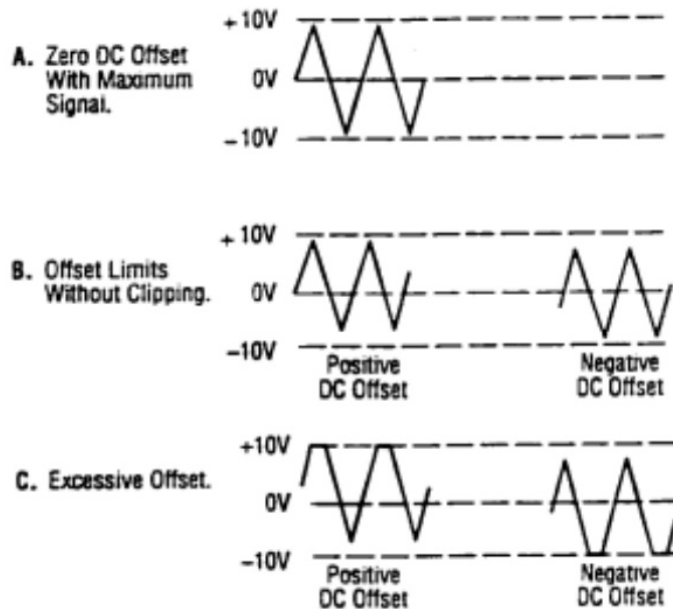 +10V
A. Zero DC Offset
With Maximum
Signal.
0V
-10V
+10V
B. Offset Limits
Without Clipping.
0V
-10V
Positive
DC Offset
Negative
DC Offset
+10V
C. Excessive Offset.
0V
-10V
Positive
DC Offset
Negative
DC Offset